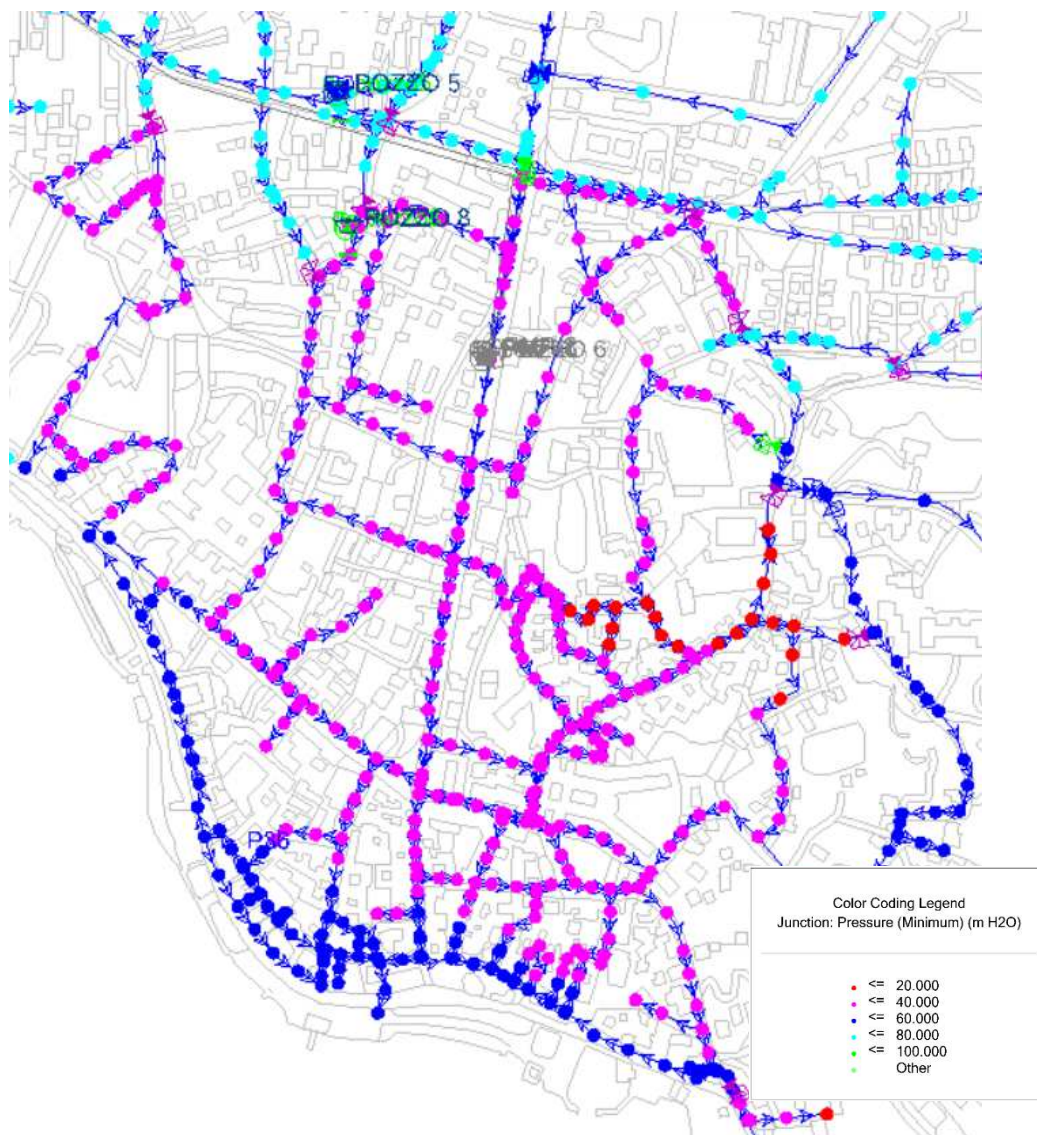 POZZO 5
POZZO 8
6
P36
Color Coding Legend
Junction: Pressure (Minimum) (m H2O)
<= 20.000
<= 40.000
<= 60.000
<= 80.000
<= 100.000
Other